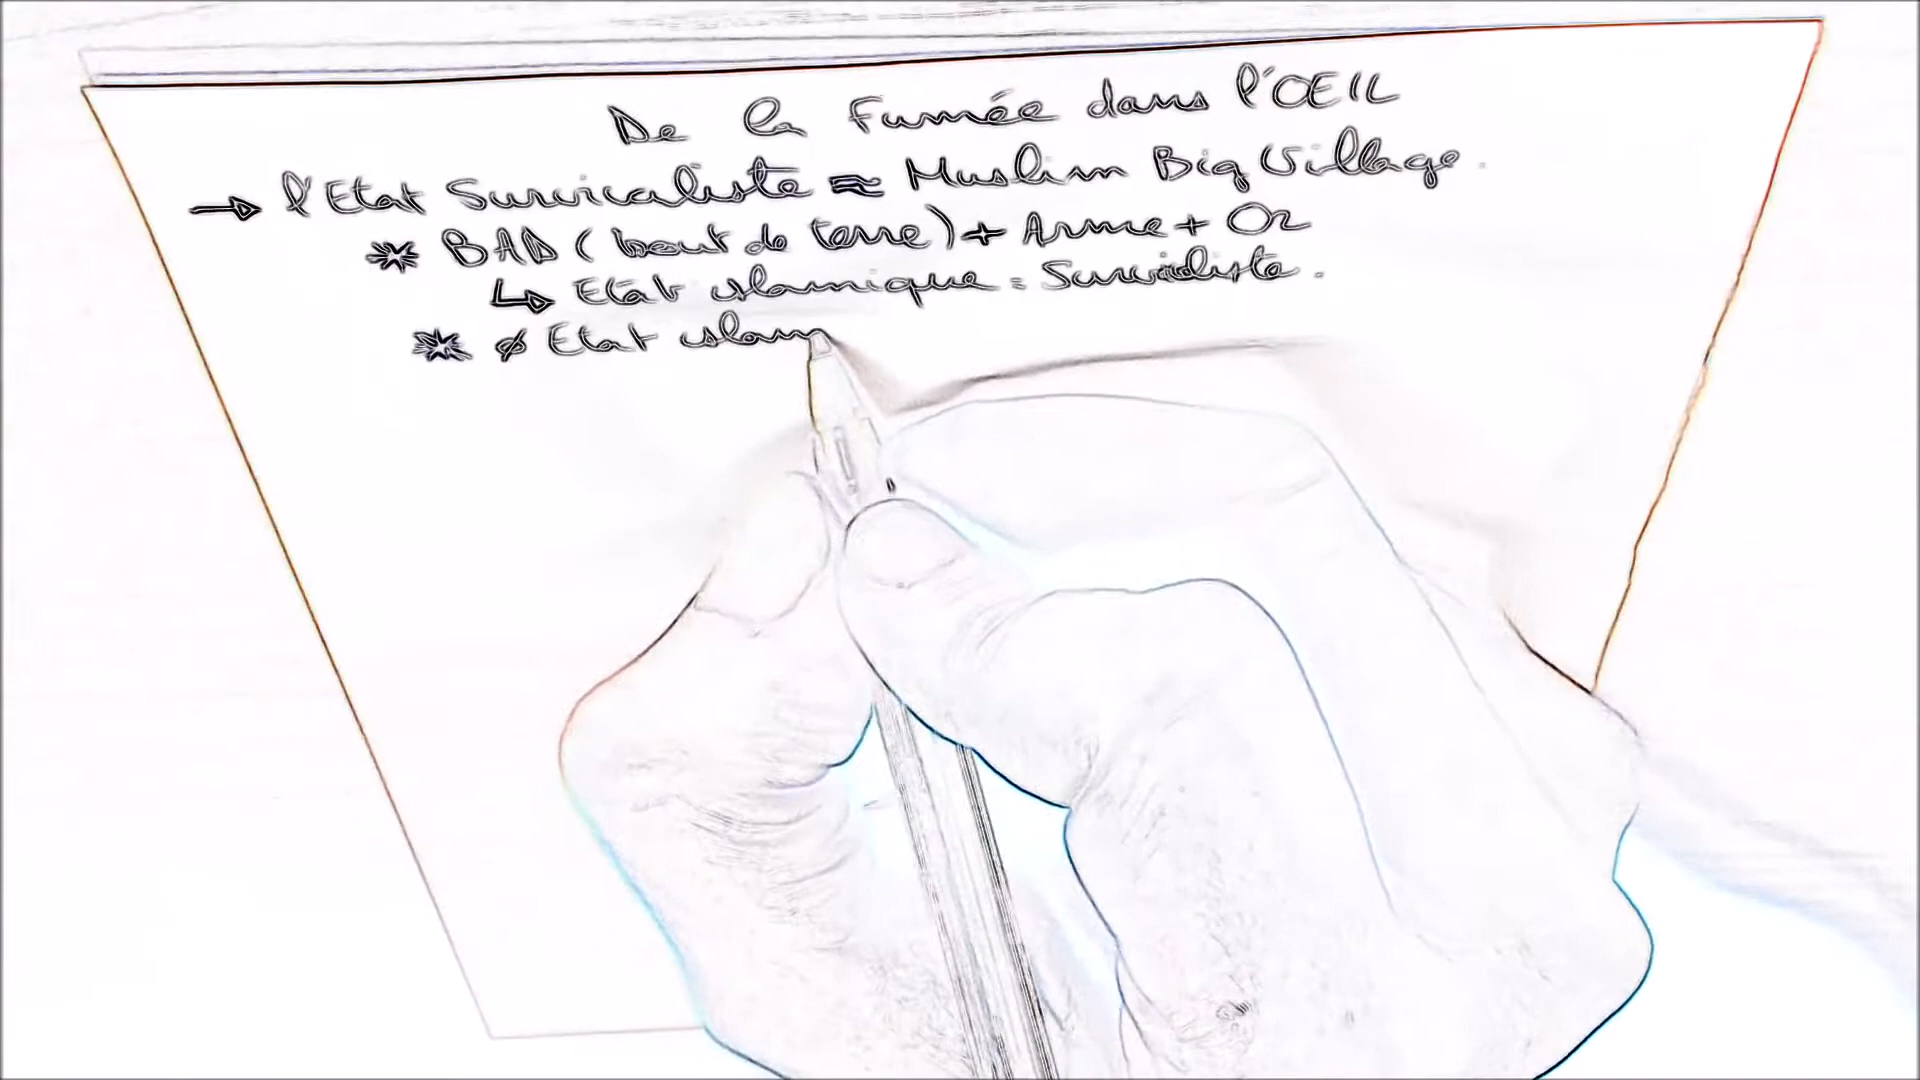 De la Fumée dans l'OEIL
→ l'Etat Survivaliste ≈ Muslim Big Village.
* BAD (bout de terre) + Arme + Or
↳ Etat islamique = Survivaliste.
* ø Etat islam